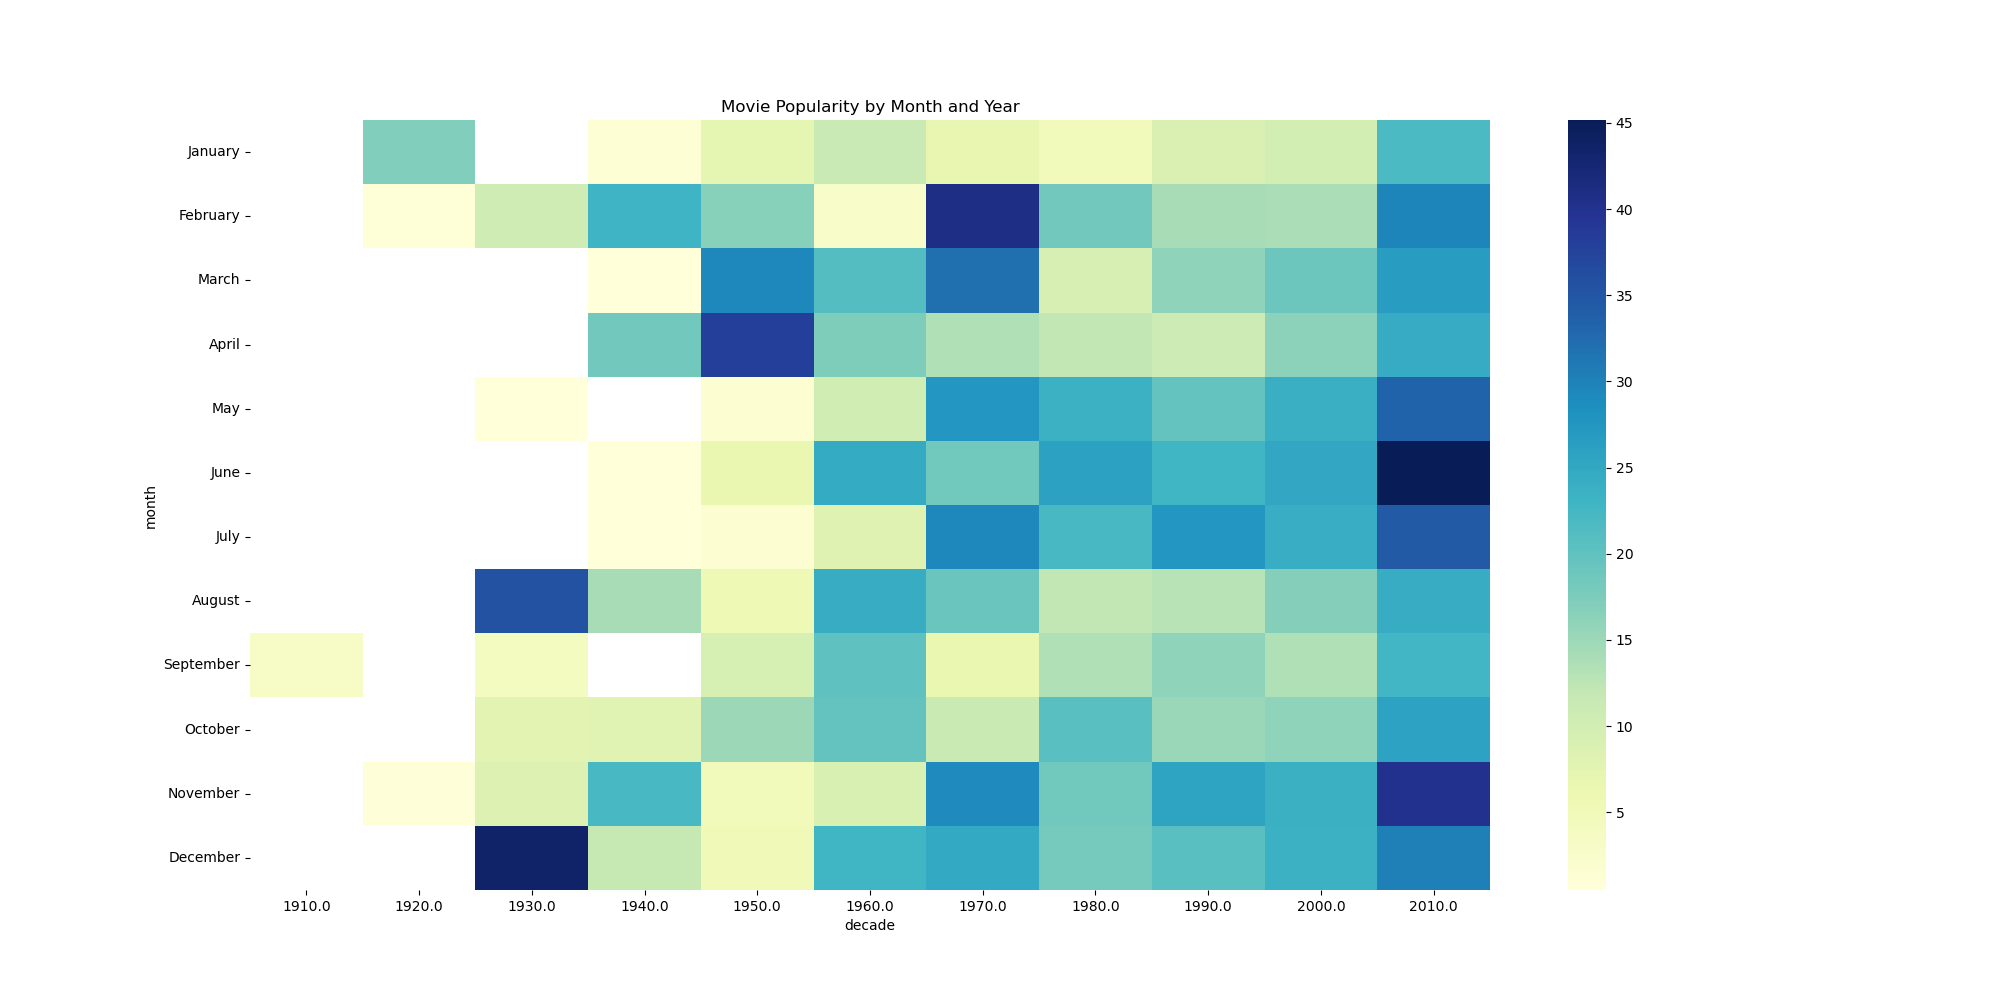 Movie Popularity by Month and Year
month
January
February
March
April
May
June
July
August
September
October
November
December
1910.0 1920.0 1930.0 1940.0 1950.0 1960.0 1970.0 1980.0 1990.0 2000.0 2010.0
decade
45
40
35
30
25
20
15
10
5